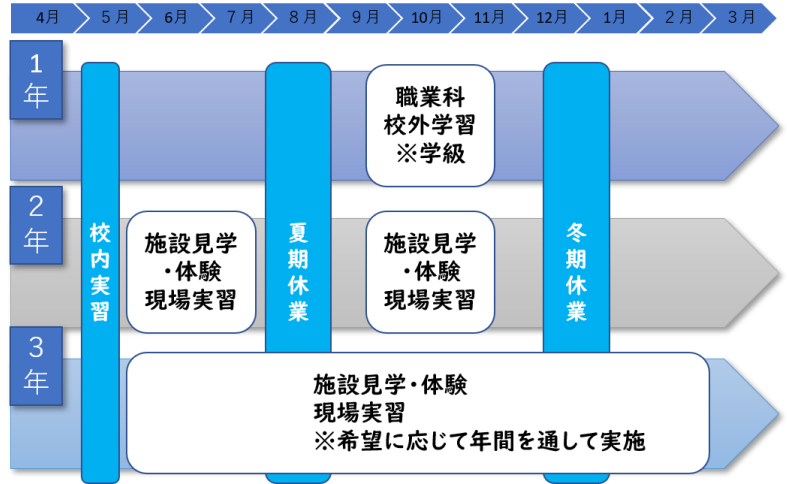 4月 5月 6月 7月 8月 9月 10月 11月 12月 1月 2月 3月
1
年
職業科
校外学習
※学級
2
年
校内実習
施設見学
・体験
現場実習
夏期休業
施設見学
・体験
現場実習
冬期休業
3
年
施設見学・体験
現場実習
※希望に応じて年間を通して実施